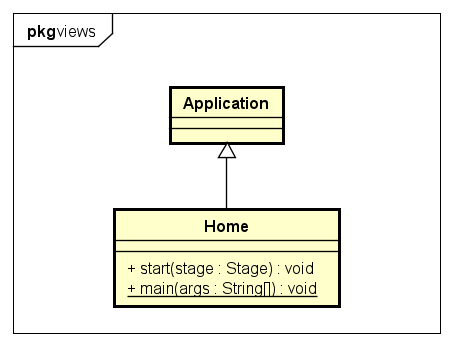 pkgviews
Application
Home
+ start(stage : Stage) : void
+ main(args : String[]) : void